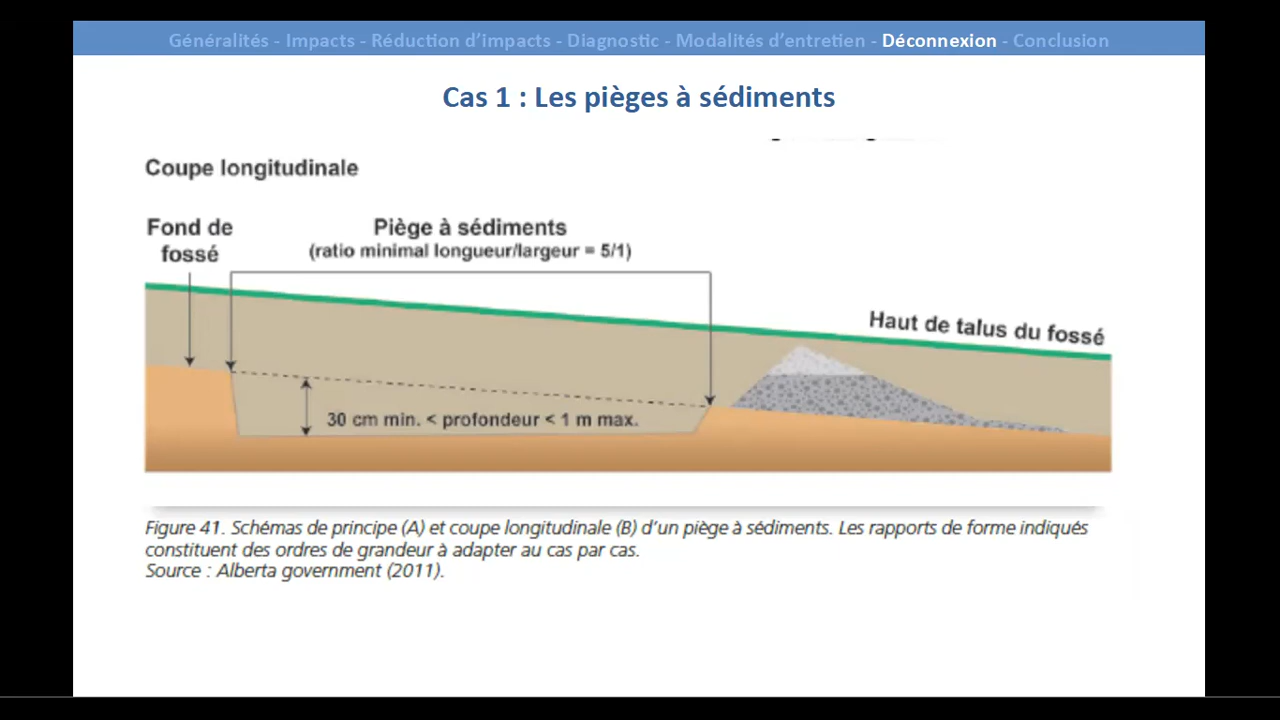 Généralités - Impacts - Réduction d’impacts - Diagnostic - Modalités d’entretien - Déconnexion - Conclusion
Cas 1 : Les pièges à sédiments
Coupe longitudinale
Fond de
fossé
Piège à sédiments
(ratio minimal longueur/largeur = 5/1)
Haut de talus du fossé
30 cm min. < profondeur < 1 m max.
Figure 41. Schémas de principe (A) et coupe longitudinale (B) d’un piège à sédiments. Les rapports de forme indiqués
constituent des ordres de grandeur à adapter au cas par cas.
Source : Alberta government (2011).